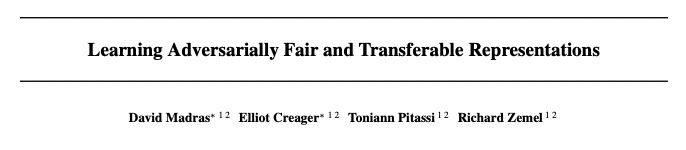 Learning Adversarially Fair and Transferable Representations
David Madras* 1 2 Elliot Creager* 1 2 Toniann Pitassi 1 2 Richard Zemel 1 2